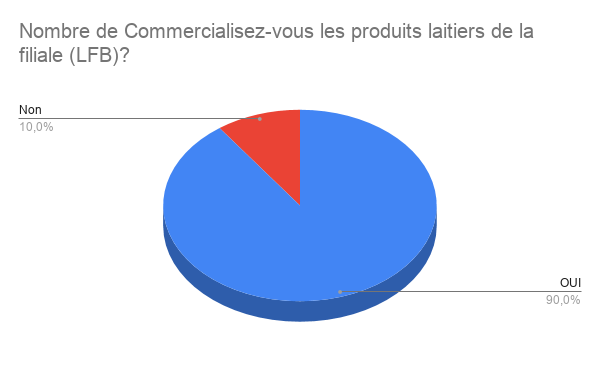 Nombre de Commercialisez-vous les produits laitiers de la
filiale (LFB)?
Non
10,0%
OUI
90,0%